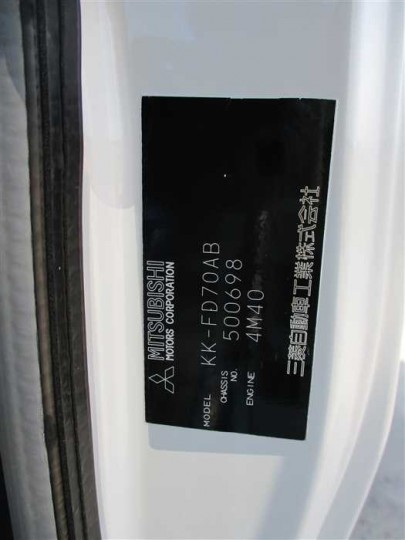 MITSUBISHI
MOTORS CORPORATION
MODEL KK-FD70AB
CHASSIS NO. 500698
ENGINE 4M40
三菱自動車工業株式会社